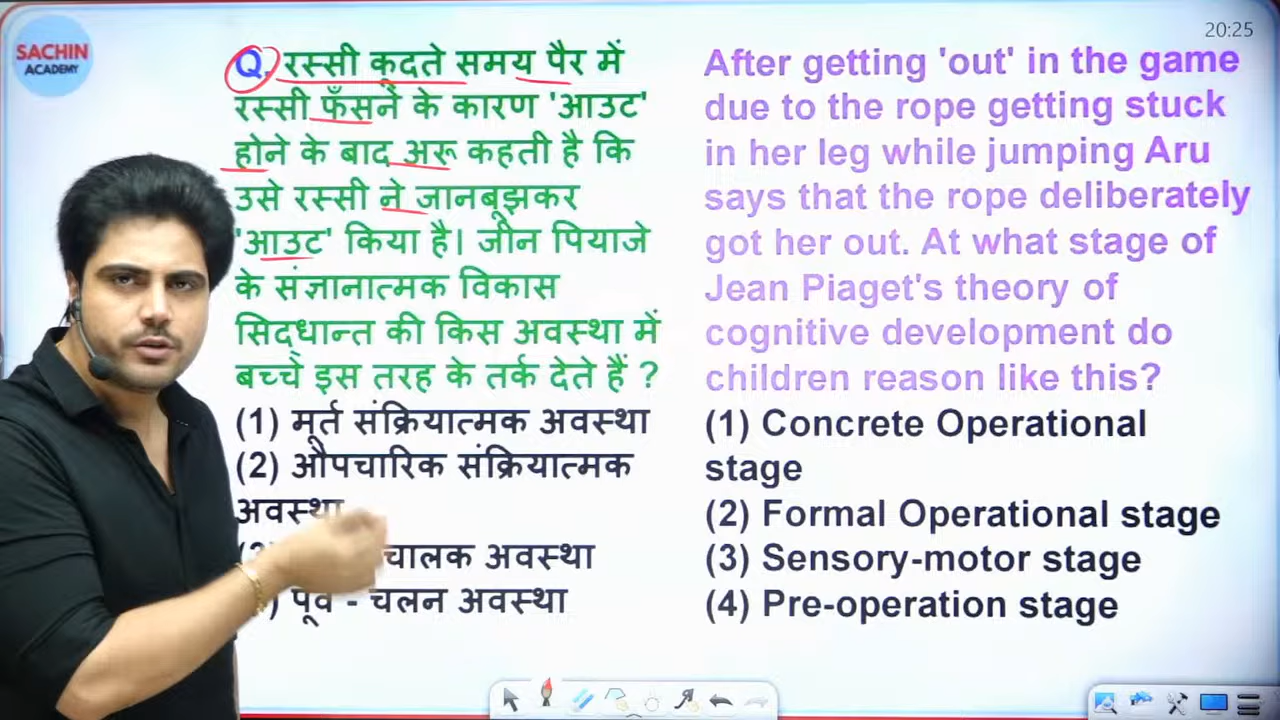 SACHIN
ACADEMY
20:25
Q. रस्सी कूदते समय पैर में
रस्सी फँसने के कारण 'आउट'
होने के बाद अरू कहती है कि
उसे रस्सी ने जानबूझकर
'आउट' किया है। जीन पियाजे
के संज्ञानात्मक विकास
सिद्धान्त की किस अवस्था में
बच्चे इस तरह के तर्क देते हैं ?
(1) मूर्त संक्रियात्मक अवस्था
(2) औपचारिक संक्रियात्मक
अवस्था
अवस्था
पूर्व - चलन अवस्था
After getting 'out' in the game
due to the rope getting stuck
in her leg while jumping Aru
says that the rope deliberately
got her out. At what stage of
Jean Piaget's theory of
cognitive development do
children reason like this?
(1) Concrete Operational
stage
(2) Formal Operational stage
(3) Sensory-motor stage
(4) Pre-operation stage